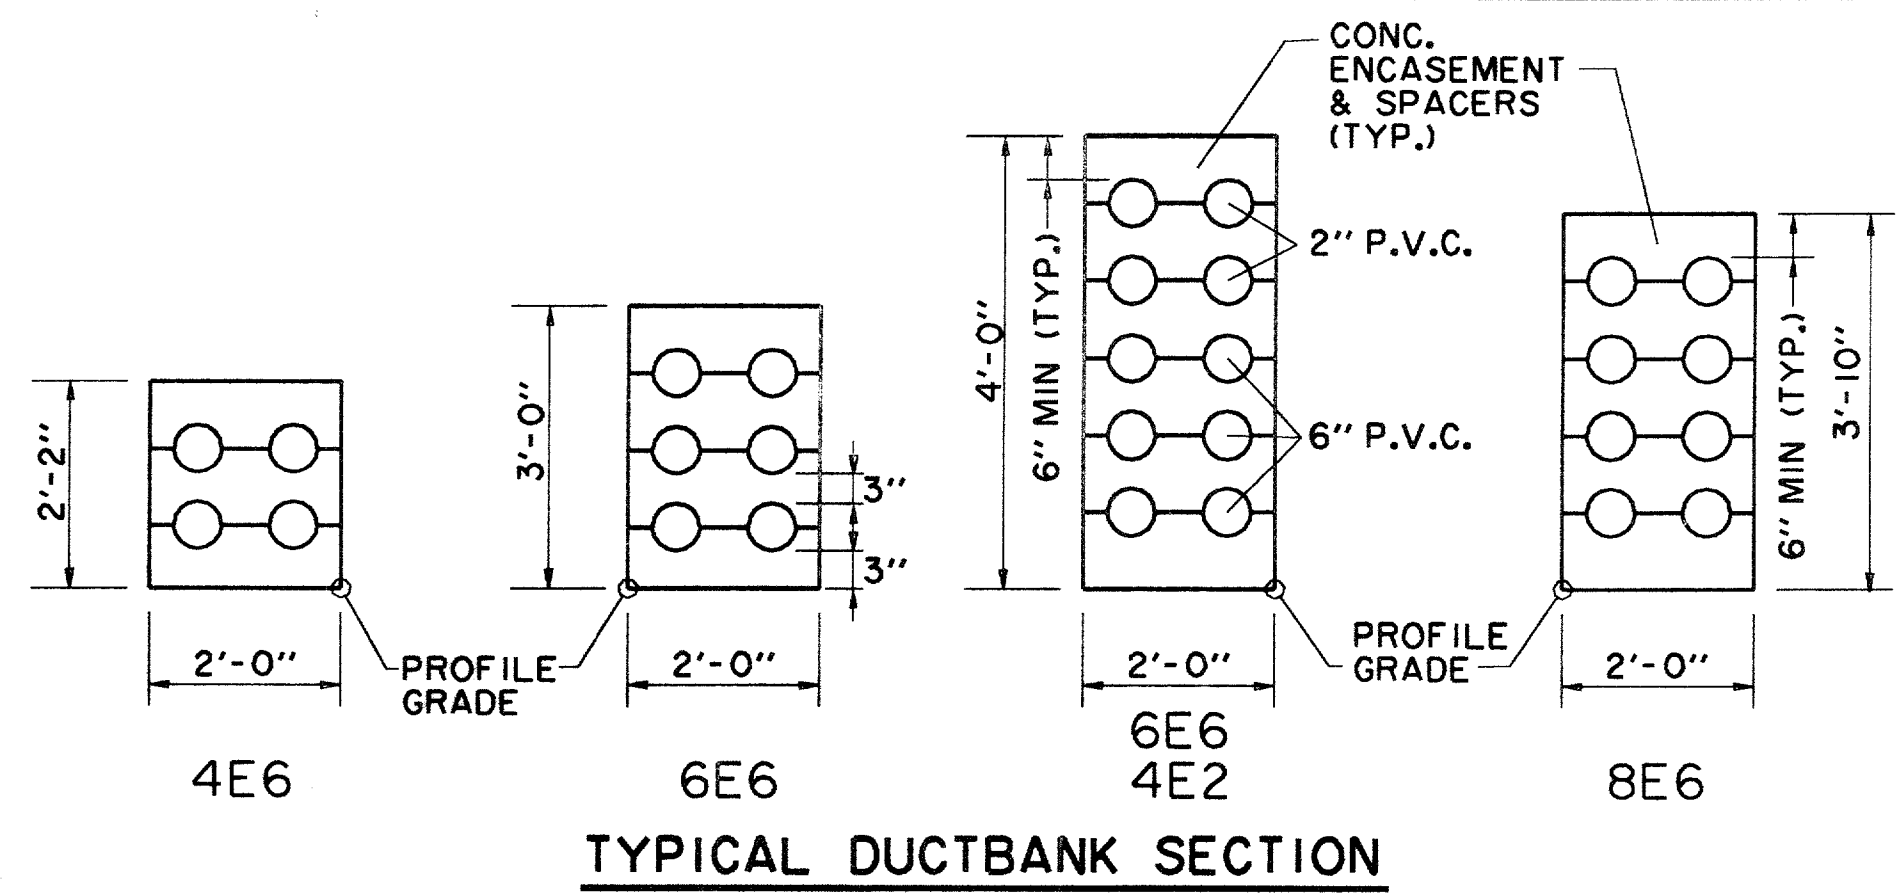 CONC.
ENCASEMENT
& SPACERS
(TYP.)
2'-2"
2'-0"
PROFILE
GRADE
4E6
3'-0"
3"
3"
2'-0"
6E6
4'-0"
6" MIN (TYP.)
2" P.V.C.
6" P.V.C.
2'-0"
PROFILE
GRADE
6E6
4E2
6" MIN (TYP.)
3'-10"
2'-0"
8E6
TYPICAL DUCTBANK SECTION